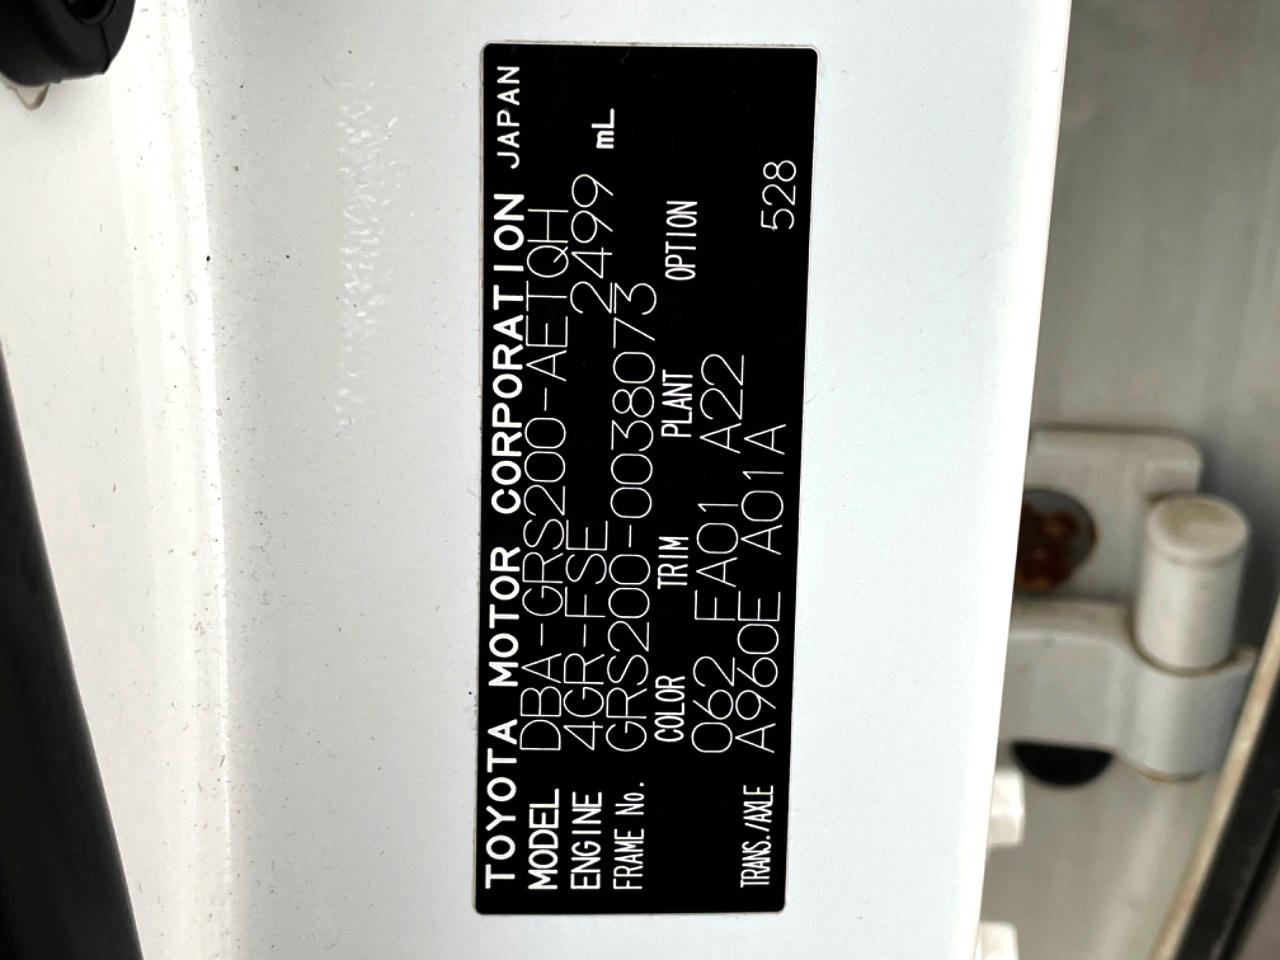 TOYOTA MOTOR CORPORATION JAPAN
MODEL DBA-GRS200-AETQH
ENGINE 4GR-FSE 2499 mL
FRAME No. GRS200-0038073
COLOR TRIM PLANT OPTION
062 FA01 A22
TRANS./AXLE A960E A01A 528